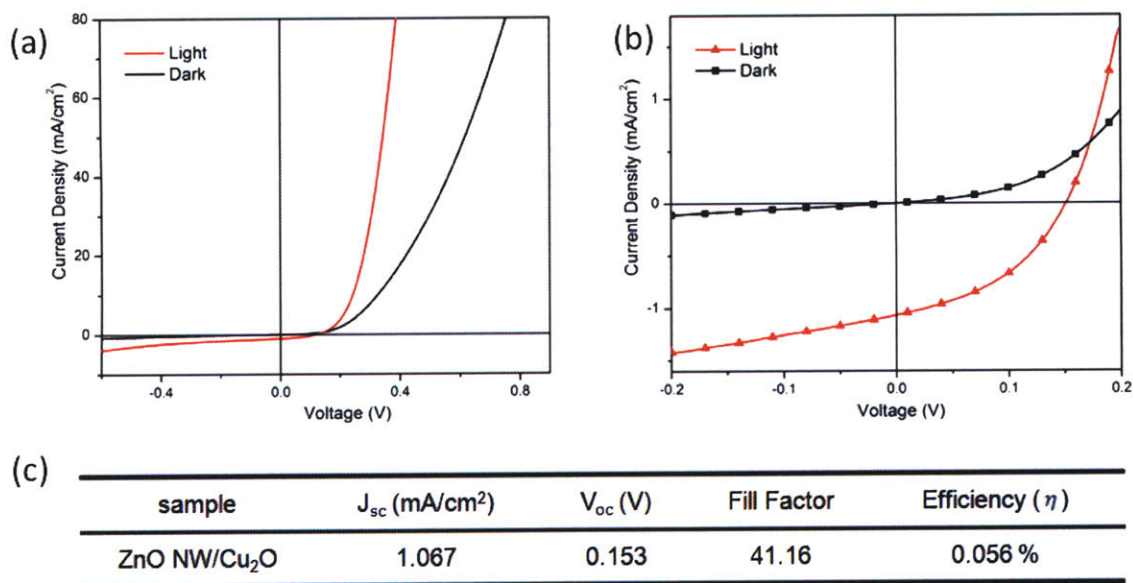 (a)
Light
Dark
Current Density (mA/cm²)
80
60
40
20
0
-0.4
0.0
0.4
0.8
Voltage (V)
(b)
Light
Dark
Current Density (mA/cm²)
1
0
-1
-0.2
-0.1
0.0
0.1
0.2
Voltage (V)
(c)
sample J_sc (mA/cm²) V_oc (V) Fill Factor Efficiency (η)
ZnO NW/Cu₂O 1.067 0.153 41.16 0.056 %